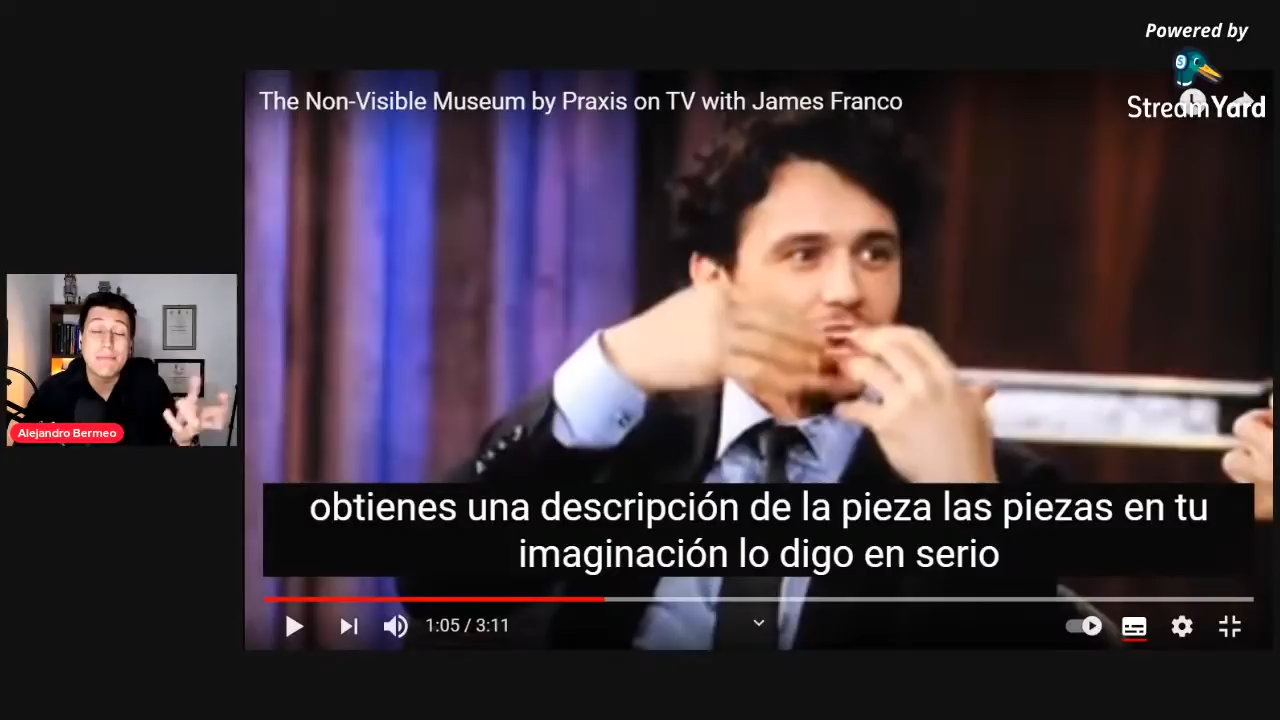 Powered by
StreamYard
The Non-Visible Museum by Praxis on TV with James Franco
Alejandro Bermeo
obtienes una descripción de la pieza las piezas en tu
imaginación lo digo en serio
1:05 / 3:11